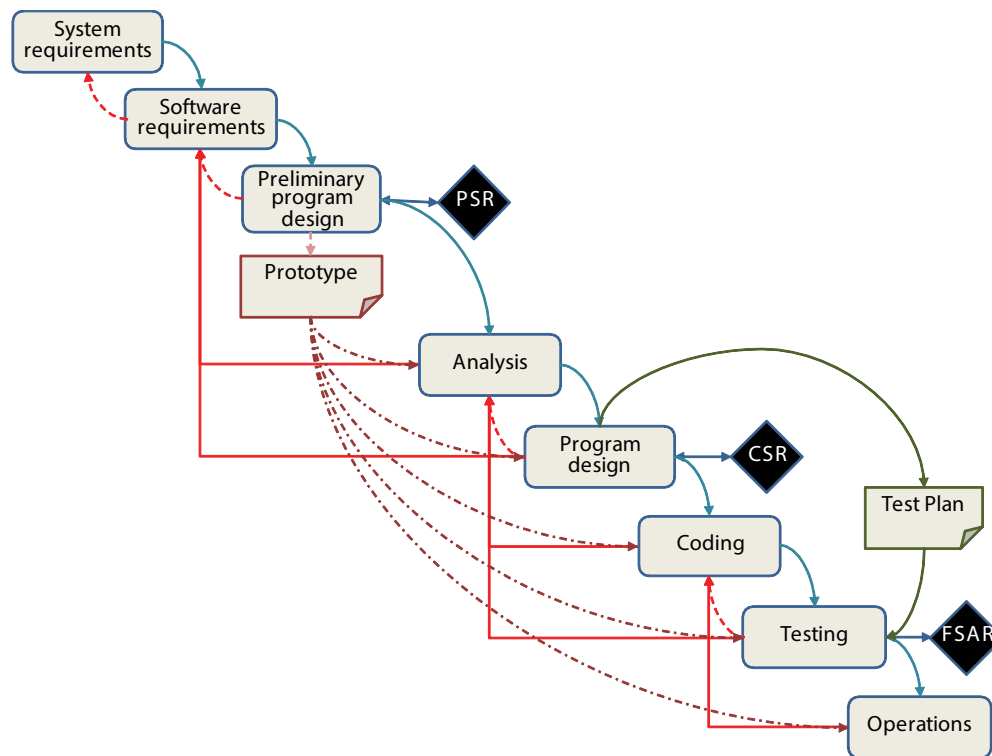 System
requirements
Software
requirements
Preliminary
program
design
PSR
Prototype
Analysis
Program
design
CSR
Test Plan
Coding
Testing
FSAR
Operations